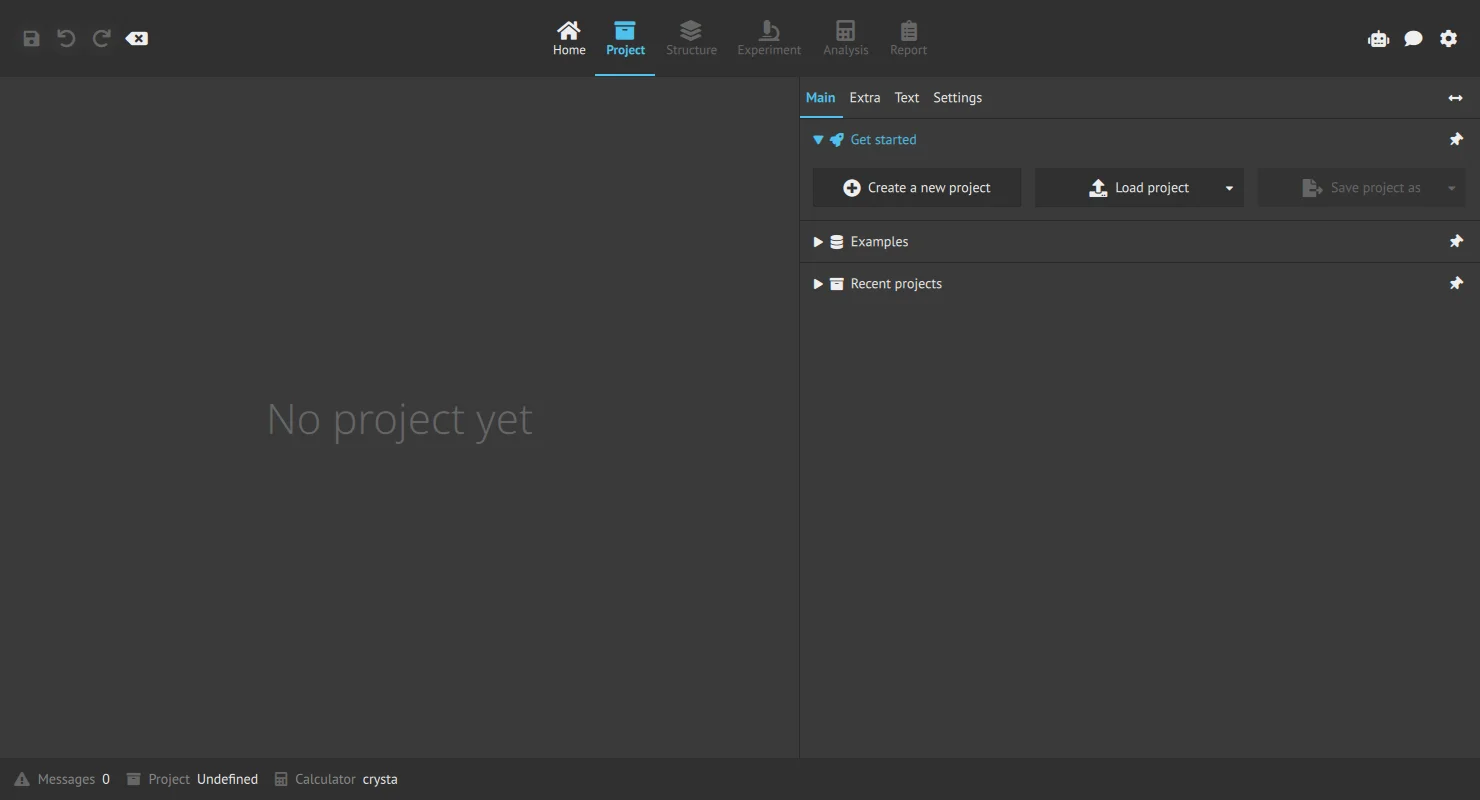 Home Project Structure Experiment Analysis Report
Main Extra Text Settings
Get started
Create a new project Load project Save project as
Examples
Recent projects
No project yet
Messages 0 Project Undefined Calculator crysta